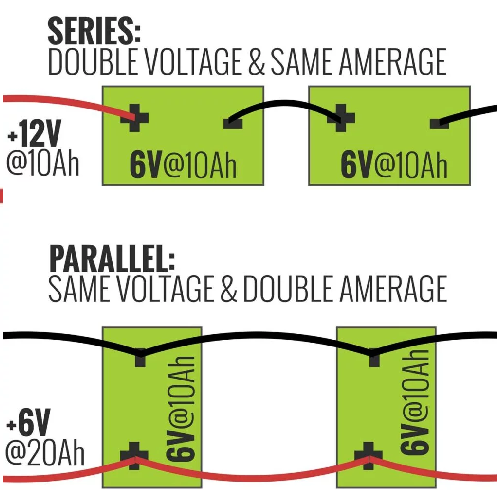 SERIES:
DOUBLE VOLTAGE & SAME AMERAGE
+12V
@10Ah
6V@10Ah
6V@10Ah
PARALLEL:
SAME VOLTAGE & DOUBLE AMERAGE
6V@10Ah
6V@10Ah
+6V
@20Ah